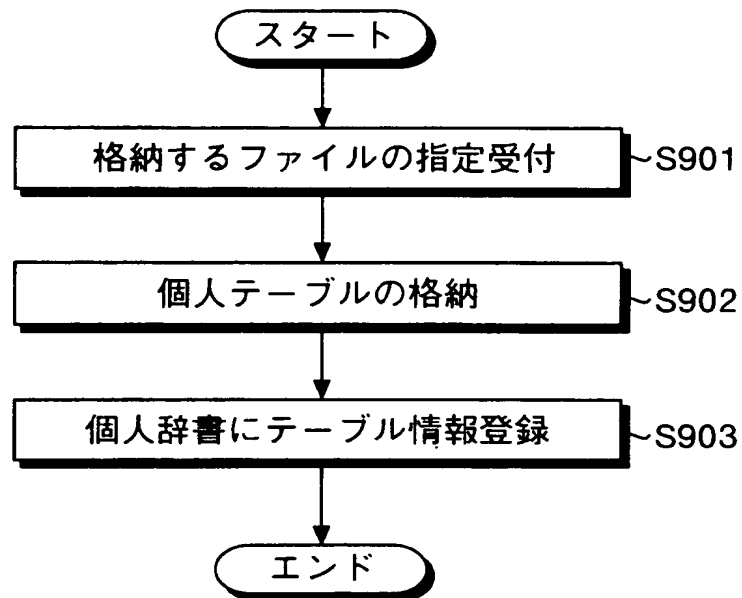 スタート
格納するファイルの指定受付 ~S901
個人テーブルの格納 ~S902
個人辞書にテーブル情報登録 ~S903
エンド